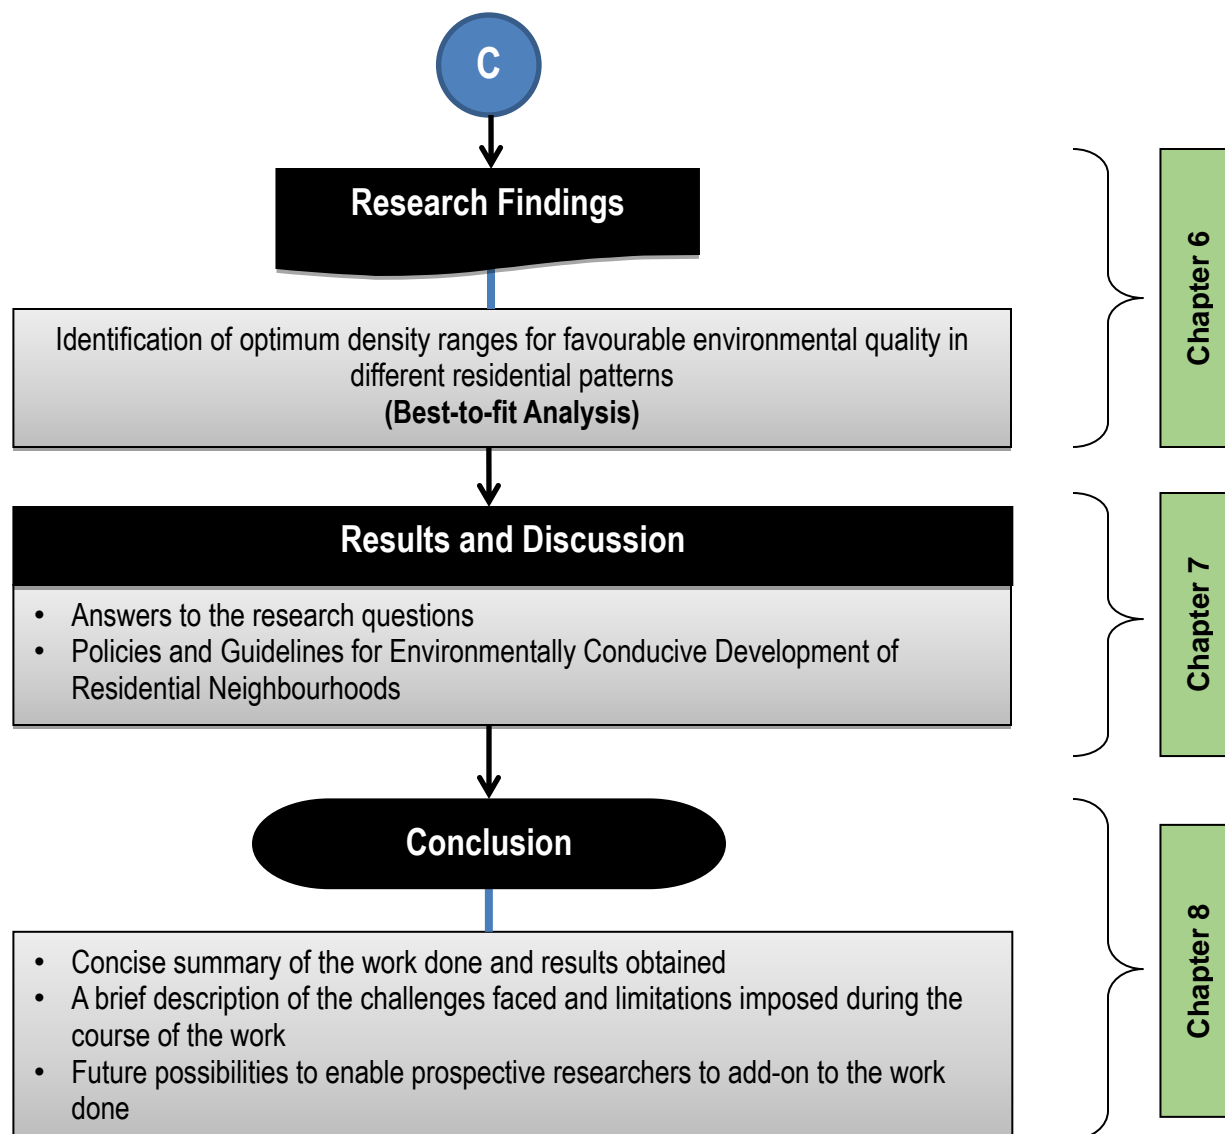 C
Research Findings
Chapter 6
Identification of optimum density ranges for favourable environmental quality in
different residential patterns
(Best-to-fit Analysis)
Results and Discussion
Chapter 7
• Answers to the research questions
• Policies and Guidelines for Environmentally Conducive Development of
Residential Neighbourhoods
Conclusion
Chapter 8
• Concise summary of the work done and results obtained
• A brief description of the challenges faced and limitations imposed during the
course of the work
• Future possibilities to enable prospective researchers to add-on to the work
done